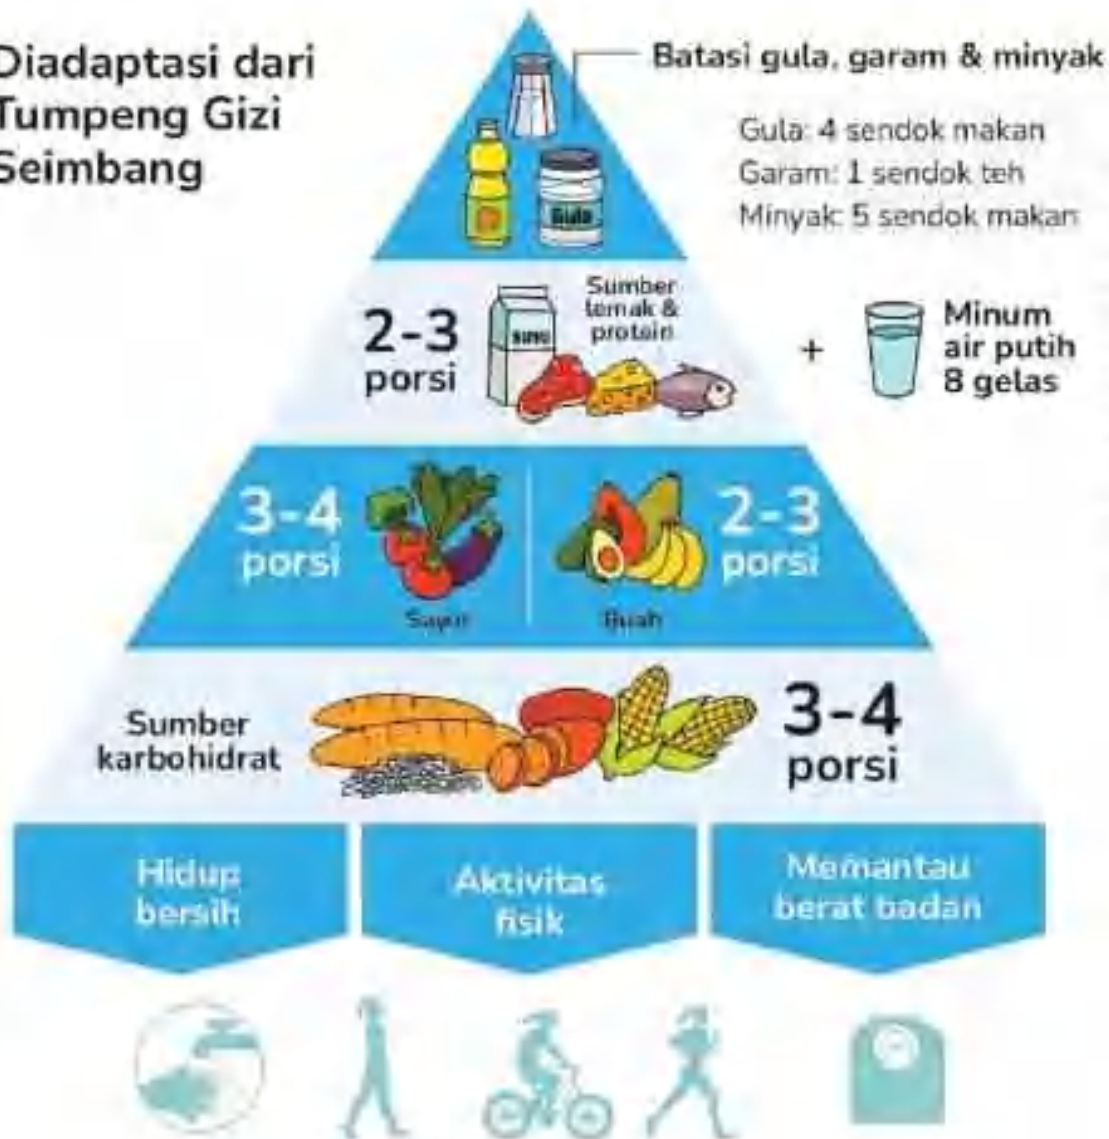 Diadaptasi dari
Tumpeng Gizi
Seimbang
Batasi gula, garam & minyak
Gula: 4 sendok makan
Garam: 1 sendok teh
Minyak: 5 sendok makan
Gula
2-3
porsi
susu
Sumber
lemak &
protein
+
Minum
air putih
8 gelas
3-4
porsi
Sayur
Buah
2-3
porsi
Sumber
karbohidrat
3-4
porsi
Hidup
bersih
Aktivitas
fisik
Memantau
berat badan